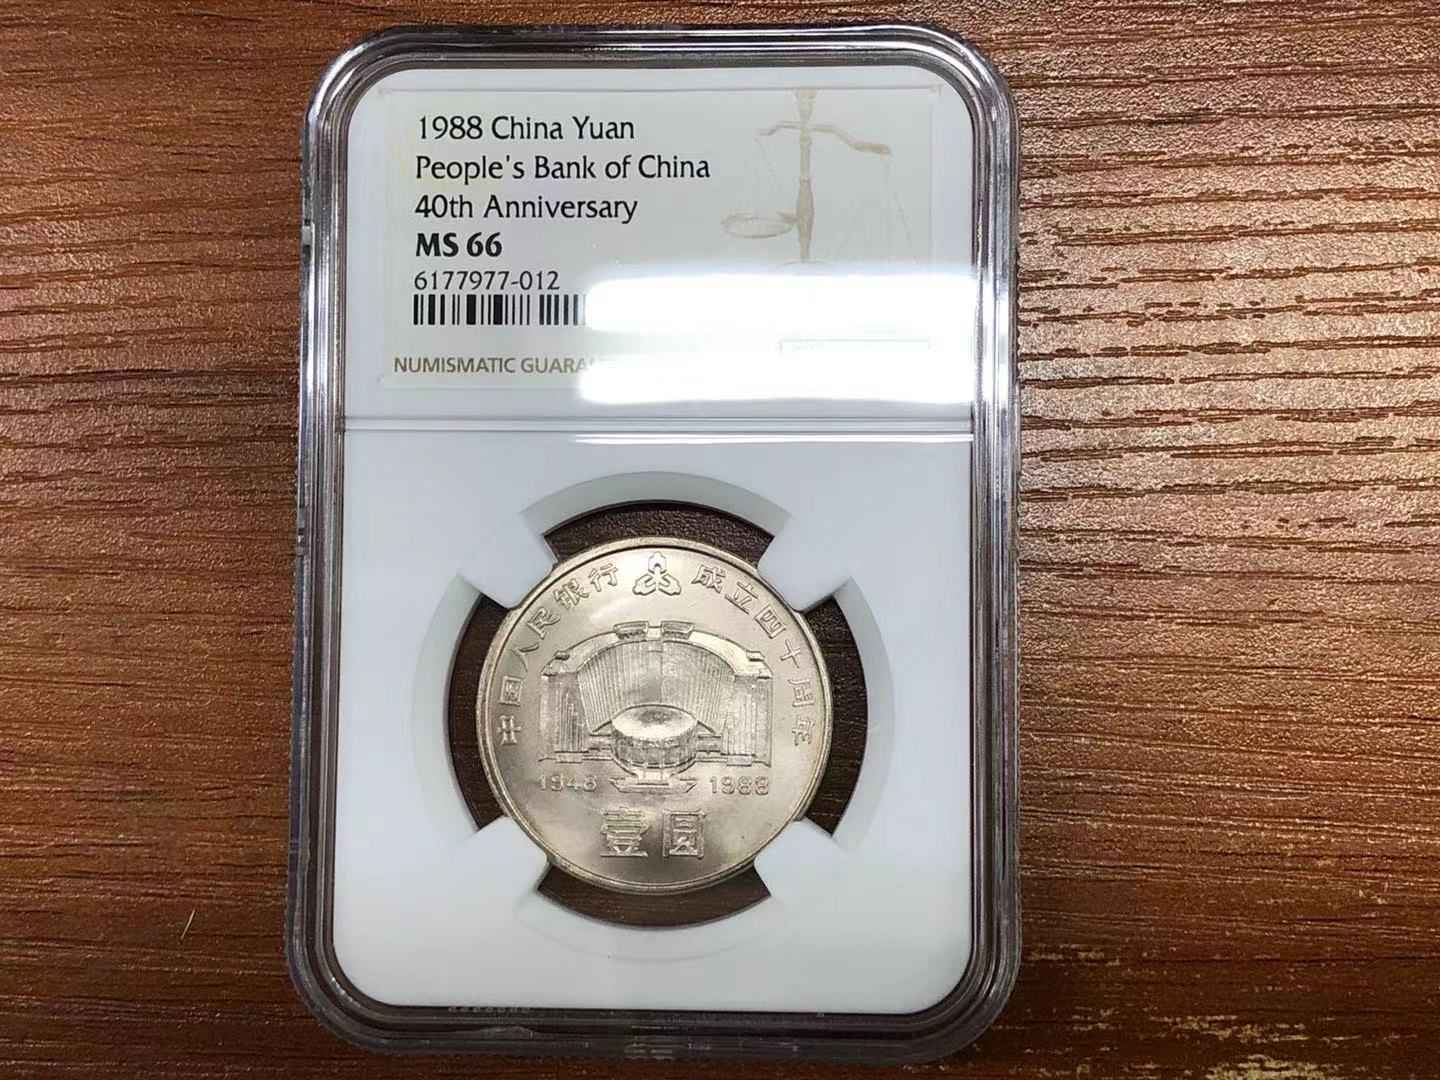 1988 China Yuan
People's Bank of China
40th Anniversary
MS 66
6177977-012
NUMISMATIC
中国人民银行 成立四十周年
1948 1988
壹圆